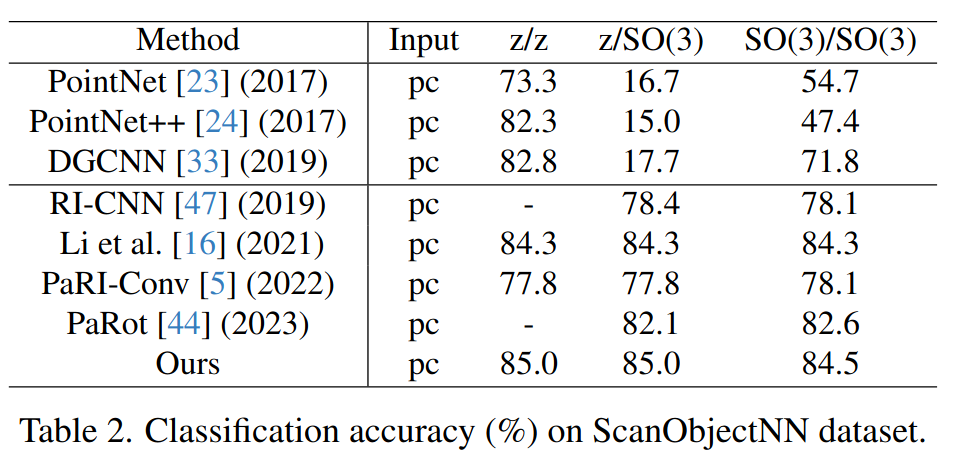 Method Input z/z z/SO(3) SO(3)/SO(3)
PointNet [23] (2017) pc 73.3 16.7 54.7
PointNet++ [24] (2017) pc 82.3 15.0 47.4
DGCNN [33] (2019) pc 82.8 17.7 71.8
RI-CNN [47] (2019) pc - 78.4 78.1
Li et al. [16] (2021) pc 84.3 84.3 84.3
PaRI-Conv [5] (2022) pc 77.8 77.8 78.1
PaRot [44] (2023) pc - 82.1 82.6
Ours pc 85.0 85.0 84.5
Table 2. Classification accuracy (%) on ScanObjectNN dataset.